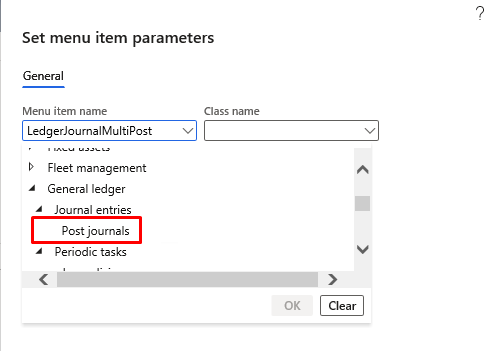 ?
Set menu item parameters
General
Menu item name Class name
LedgerJournalMultiPost
Fixed assets
Fleet management
General ledger
Journal entries
Post journals
Periodic tasks
OK Clear